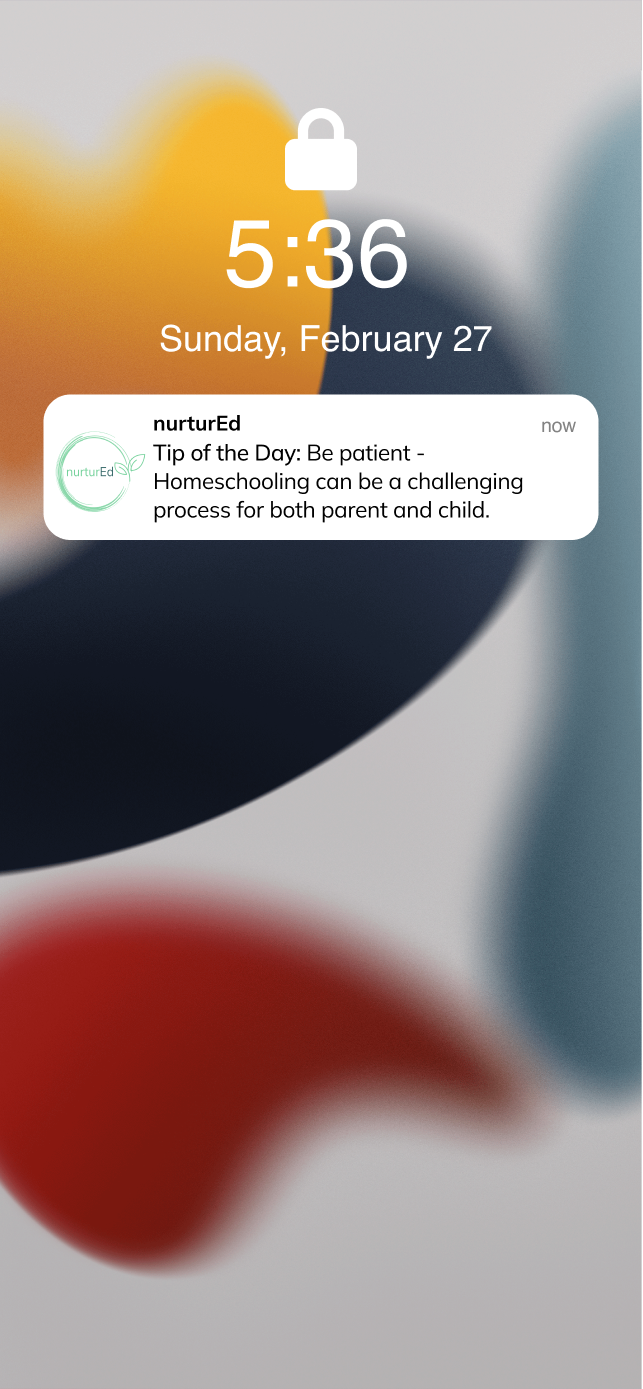 5:36
Sunday, February 27
nurturEd
now
nurturEd
Tip of the Day: Be patient -
Homeschooling can be a challenging
process for both parent and child.